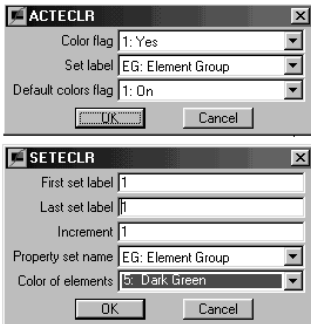 ACTECLR
Color flag 1: Yes
Set label EG: Element Group
Default colors flag 1: On
OK Cancel
SETECLR
First set label 1
Last set label 1
Increment 1
Property set name EG: Element Group
Color of elements 5: Dark Green
OK Cancel